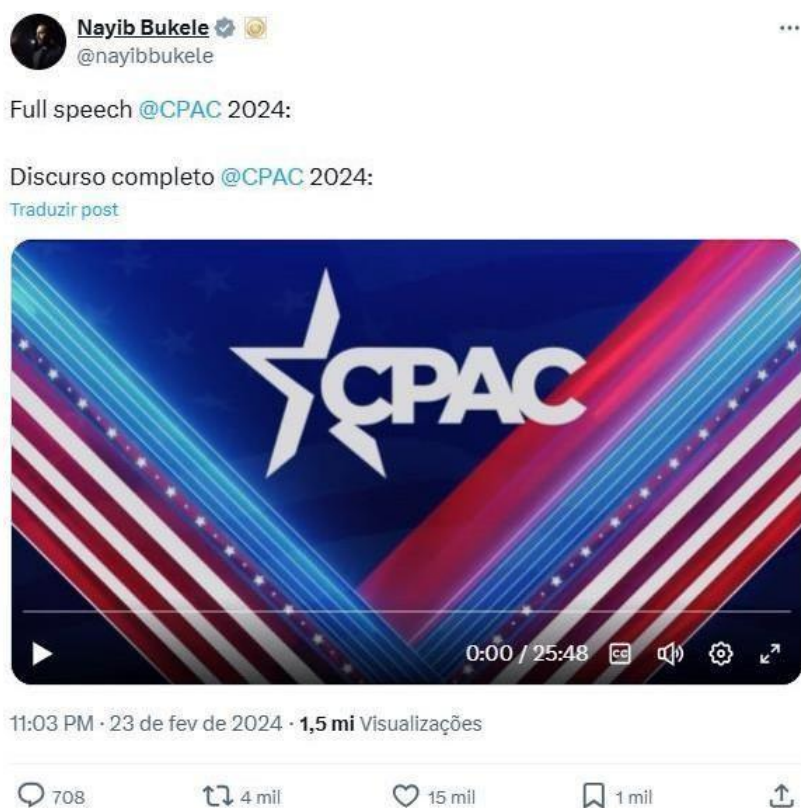 Nayib Bukele
@nayibbukele
Full speech @CPAC 2024:
Discurso completo @CPAC 2024:
Traduzir post
CPAC
0:00 / 25:48 CC
11:03 PM · 23 de fev de 2024 · 1,5 mi Visualizações
708 4 mil 15 mil 1 mil